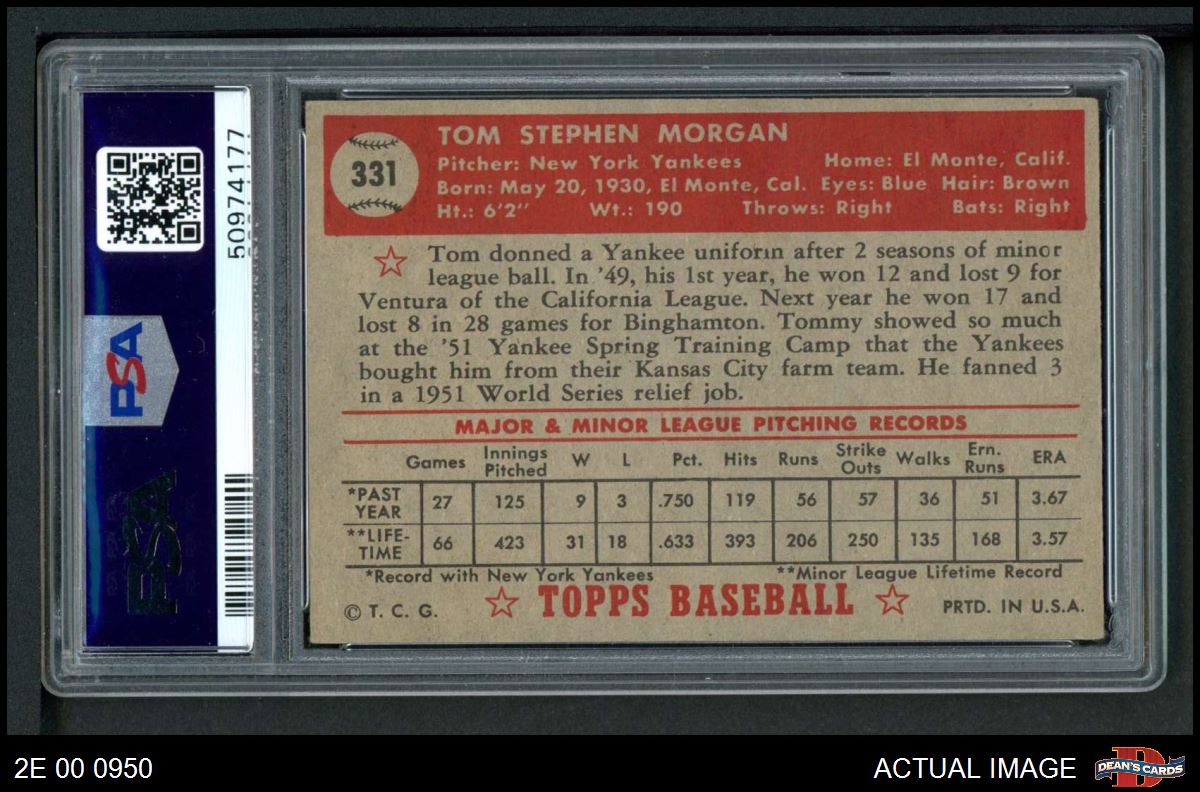 PSA
50974177
PSA
331
TOM STEPHEN MORGAN
Pitcher: New York Yankees Home: El Monte, Calif.
Born: May 20, 1930, El Monte, Cal. Eyes: Blue Hair: Brown
Ht.: 6'2" Wt.: 190 Throws: Right Bats: Right
Tom donned a Yankee uniform after 2 seasons of minor
league ball. In '49, his 1st year, he won 12 and lost 9 for
Ventura of the California League. Next year he won 17 and
lost 8 in 28 games for Binghamton. Tommy showed so much
at the '51 Yankee Spring Training Camp that the Yankees
bought him from their Kansas City farm team. He fanned 3
in a 1951 World Series relief job.
MAJOR & MINOR LEAGUE PITCHING RECORDS
Games Innings Pitched W L Pct. Hits Runs Strike Outs Walks Ern. Runs ERA
*PAST YEAR 27 125 9 3 .750 119 56 57 36 51 3.67
**LIFE-TIME 66 423 31 18 .633 393 206 250 135 168 3.57
*Record with New York Yankees **Minor League Lifetime Record
© T. C. G. TOPPS BASEBALL PRTD. IN U.S.A.
2E 00 0950 ACTUAL IMAGE DEAN'S CARDS